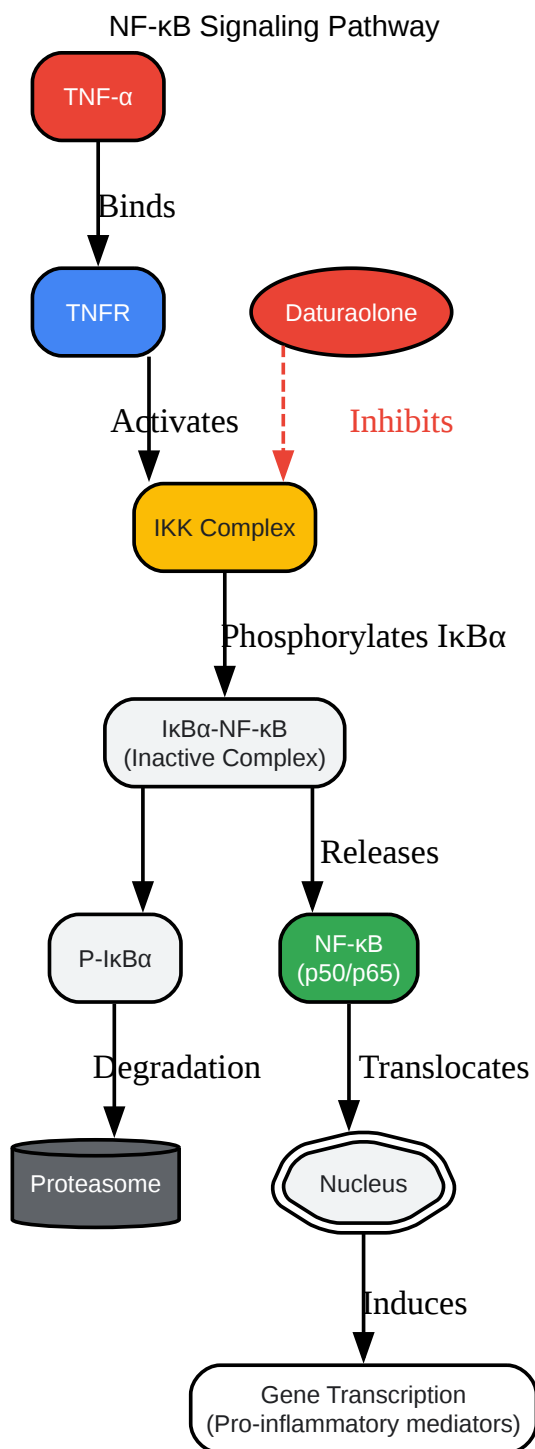 NF-κB Signaling Pathway
TNF-α
Binds
TNFR
Daturaolone
Activates
Inhibits
IKK Complex
Phosphorylates IκBα
IκBα-NF-κB
(Inactive Complex)
Releases
P-IκBα
NF-κB
(p50/p65)
Degradation
Translocates
Proteasome
Nucleus
Induces
Gene Transcription
(Pro-inflammatory mediators)